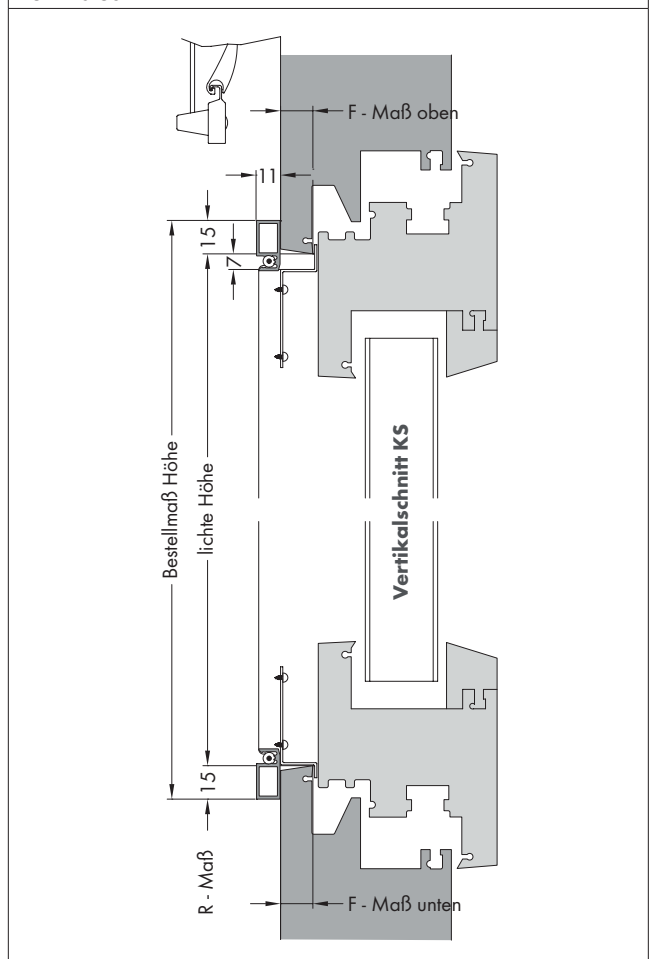 F - Maß oben
11
15
7
Bestellmaß Höhe
lichte Höhe
Vertikalschnitt KS
15
R - Maß
F - Maß unten